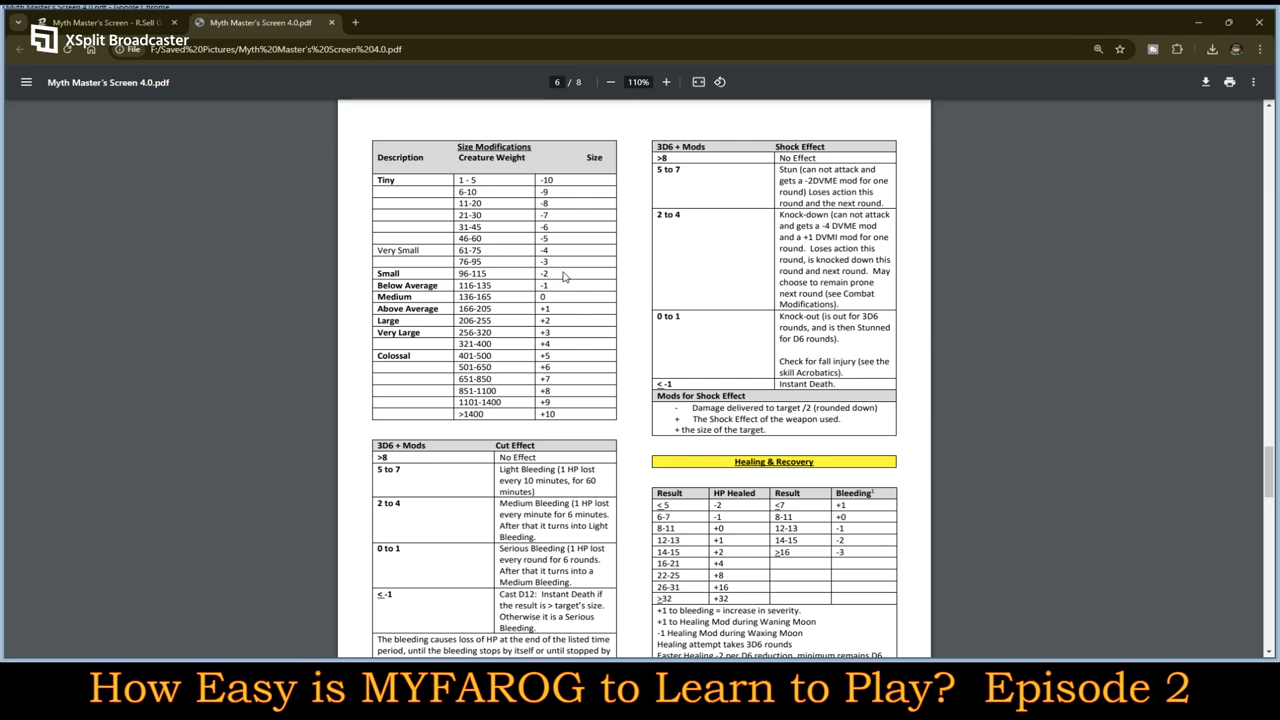 Myth Master's Screen - R.Sell G
Myth Master's Screen 4.0.pdf
XSplit Broadcaster
File
F:/Saved%20Pictures/Myth%20Master's%20Screen%204.0.pdf
Myth Master's Screen 4.0.pdf
6 / 8
110%
Size Modifications
Description Creature Weight Size
Tiny 1 - 5 -10
6-10 -9
11-20 -8
21-30 -7
31-45 -6
46-60 -5
Very Small 61-75 -4
76-95 -3
Small 96-115 -2
Below Average 116-135 -1
Medium 136-165 0
Above Average 166-205 +1
Large 206-255 +2
Very Large 256-320 +3
321-400 +4
Colossal 401-500 +5
501-650 +6
651-850 +7
851-1100 +8
1101-1400 +9
>1400 +10
3D6 + Mods Cut Effect
>8 No Effect
5 to 7 Light Bleeding (1 HP lost
every 10 minutes, for 60
minutes)
2 to 4 Medium Bleeding (1 HP lost
every minute for 6 minutes.
After that it turns into Light
Bleeding.
0 to 1 Serious Bleeding (1 HP lost
every round for 6 rounds.
After that it turns into a
Medium Bleeding.
≤ -1 Cast D12: Instant Death if
the result is > target's size.
Otherwise it is a Serious
Bleeding.
The bleeding causes loss of HP at the end of the listed time
period, until the bleeding stops by itself or until stopped by
3D6 + Mods Shock Effect
>8 No Effect
5 to 7 Stun (can not attack and
gets a -2DVME mod for one
round) Loses action this
round and the next round.
2 to 4 Knock-down (can not attack
and gets a -4 DVME mod
and a +1 DVMI mod for one
round. Loses action this
round, is knocked down this
round and next round. May
choose to remain prone
next round (see Combat
Modifications).
0 to 1 Knock-out (is out for 3D6
rounds, and is then Stunned
for D6 rounds).
Check for fall injury (see the
skill Acrobatics).
≤ -1 Instant Death.
Mods for Shock Effect
- Damage delivered to target /2 (rounded down)
+ The Shock Effect of the weapon used.
+ the size of the target.
Healing & Recovery
Result HP Healed Result Bleeding¹
≤ 5 -2 ≤7 +1
6-7 -1 8-11 +0
8-11 +0 12-13 -1
12-13 +1 14-15 -2
14-15 +2 ≥16 -3
16-21 +4
22-25 +8
26-31 +16
≥32 +32
+1 to bleeding = increase in severity.
+1 to Healing Mod during Waning Moon
-1 Healing Mod during Waxing Moon
Healing attempt takes 3D6 rounds
Faster Healing -2 per D6 reduction, minimum remains D6
How Easy is MYFAROG to Learn to Play? Episode 2